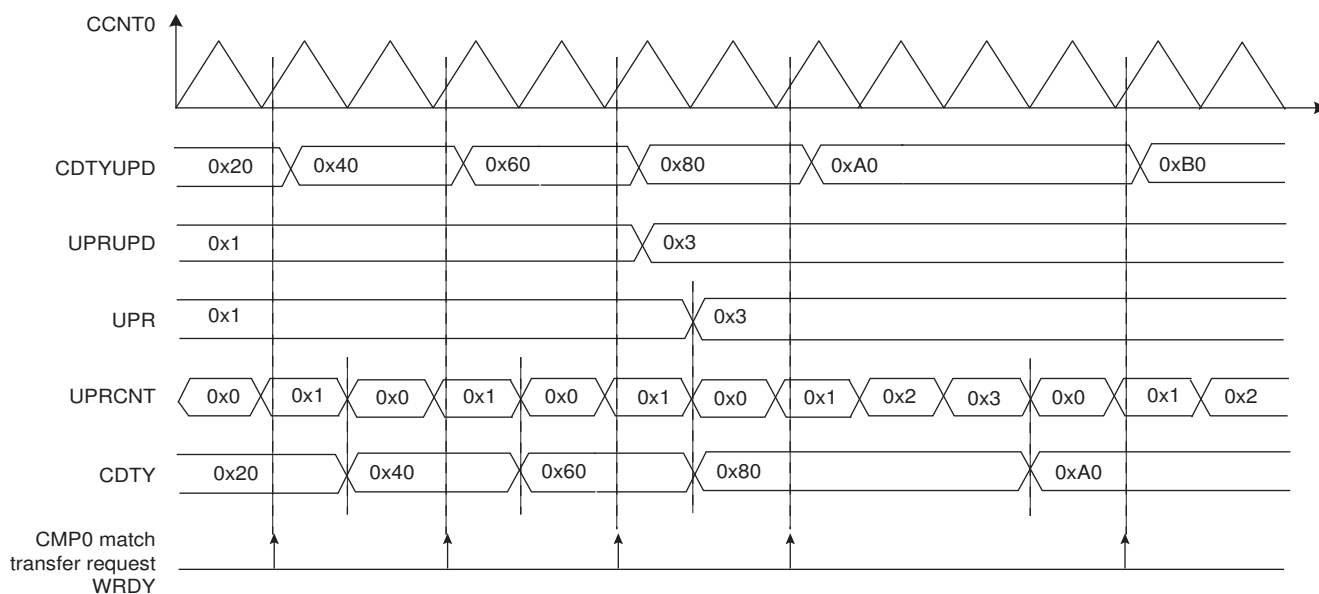 CCNT0
CDTYUPD 0x20 0x40 0x60 0x80 0xA0 0xB0
UPRUPD 0x1 0x3
UPR 0x1 0x3
UPRCNT 0x0 0x1 0x0 0x1 0x0 0x1 0x0 0x1 0x2 0x3 0x0 0x1 0x2
CDTY 0x20 0x40 0x60 0x80 0xA0
CMP0 match
transfer request
WRDY